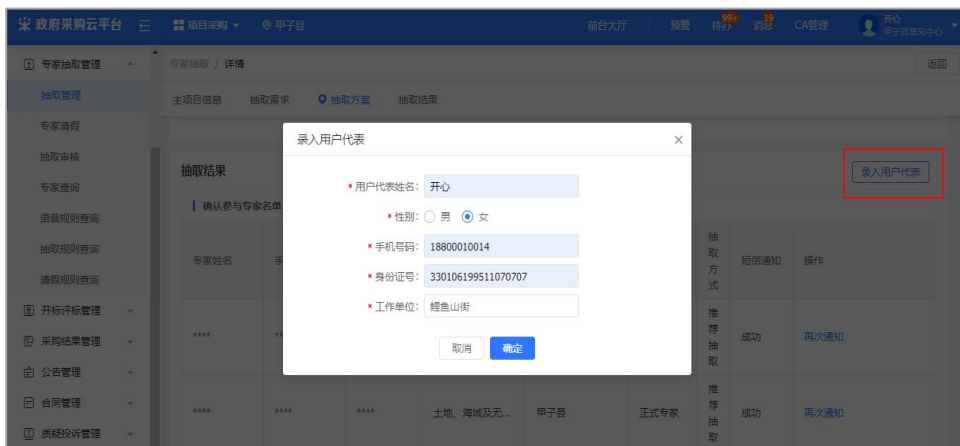 政府采购云平台 项目采购 甲子县 前台大厅 预警 待办 99+ 消息 19 CA管理 开心
甲子县集采中心
专家抽取管理 专家抽取 / 详情 返回
抽取管理 主项目信息 抽取需求 抽取方案 抽取结果
专家请假
抽取审核
专家查询
语音规则查询
抽取规则查询
请假规则查询
开标评标管理
采购结果管理
公告管理
合同管理
质疑投诉管理
抽取结果 录入用户代表
确认参与专家名单
专家姓名 手 抽取方式 短信通知 操作
**** ** 推荐抽取 成功 再次通知
**** **** **** 土地、海域及无... 甲子县 正式专家 推荐抽取 成功 再次通知
录入用户代表 ×
* 用户代表姓名: 开心
* 性别: 男 女
* 手机号码: 18800010014
* 身份证号: 330106199511070707
* 工作单位: 鲤鱼山街
取消 确定